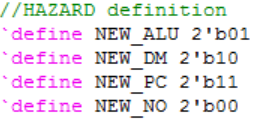 //HAZARD definition
`define NEW_ALU 2'b01
`define NEW_DM 2'b10
`define NEW_PC 2'b11
`define NEW_NO 2'b00